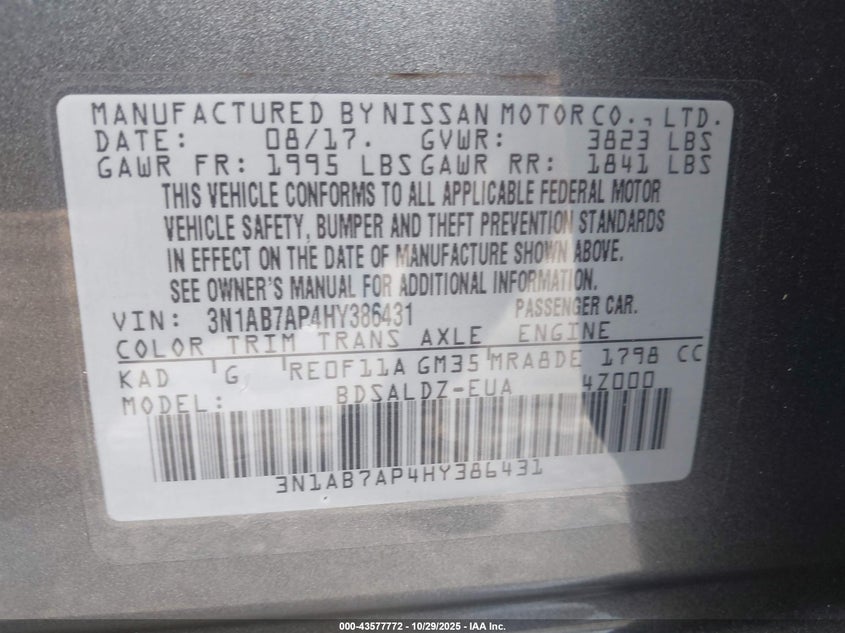 MANUFACTURED BY NISSAN MOTOR CO., LTD.
DATE: 08/17. GVWR: 3823 LBS
GAWR FR: 1995 LBS GAWR RR: 1841 LBS
THIS VEHICLE CONFORMS TO ALL APPLICABLE FEDERAL MOTOR
VEHICLE SAFETY, BUMPER AND THEFT PREVENTION STANDARDS
IN EFFECT ON THE DATE OF MANUFACTURE SHOWN ABOVE.
SEE OWNER'S MANUAL FOR ADDITIONAL INFORMATION.
VIN: 3N1AB7AP4HY386431 PASSENGER CAR.
COLOR TRIM TRANS AXLE ENGINE
KAD G RE0F11A GM35 MRA8DE 1798 CC
MODEL: BDSALDZ-EUA 4Z000
3N1AB7AP4HY386431
000-43577772 - 10/29/2025 - IAA Inc.